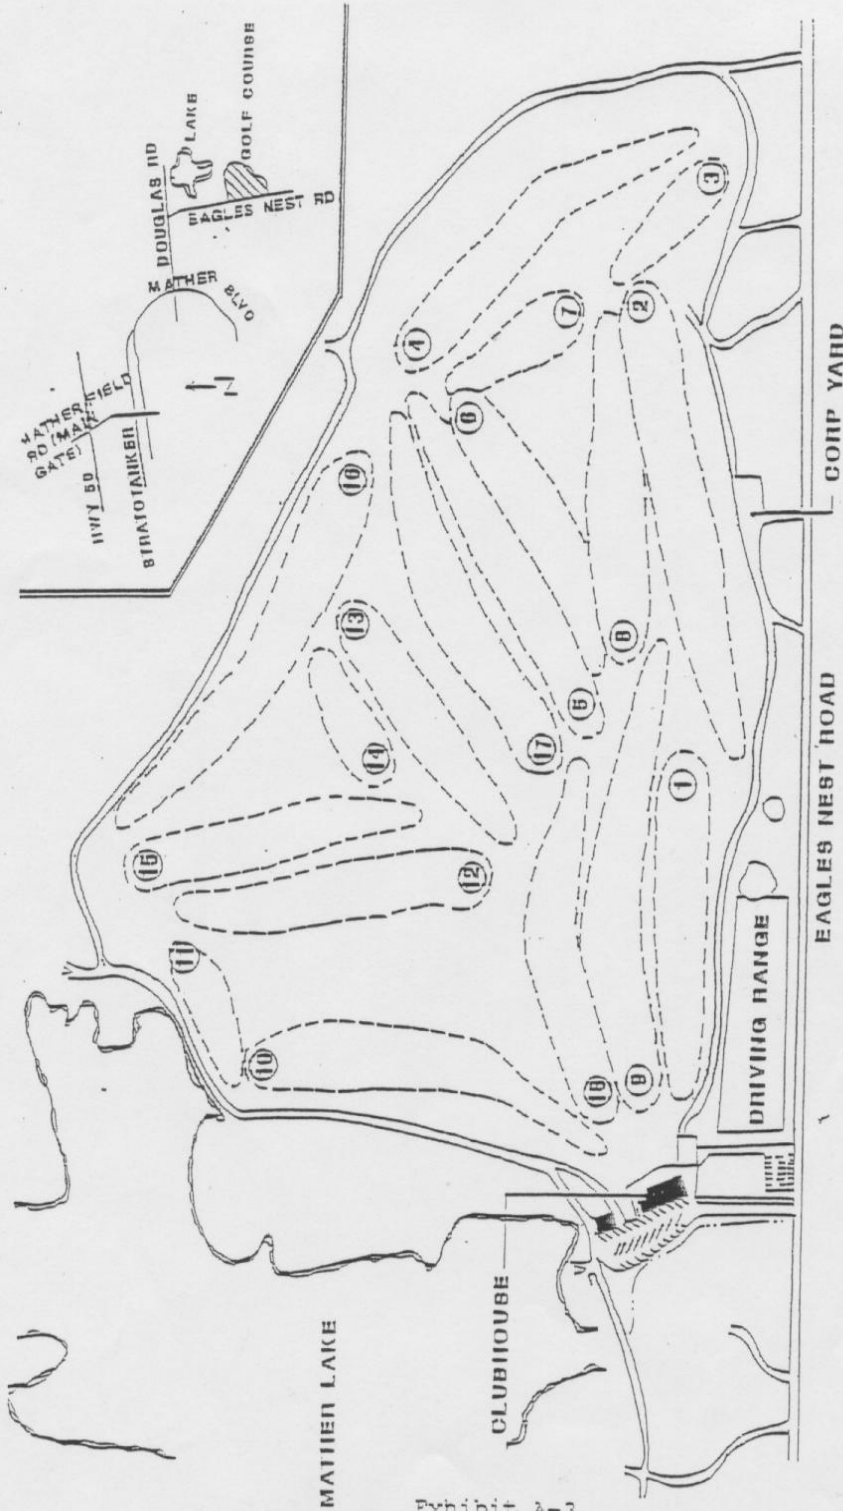 HWY 50
MATHER FIELD
RD (MAIN
GATE)
STRATOTANKER
MATHER
BLVD
DOUGLAS RD
LAKE
EAGLES NEST RD
GOLF COURSE
N
15
11
10
12
16
13
14
4
6
7
3
2
17
5
8
1
18
9
MATHER LAKE
CLUBHOUSE
DRIVING RANGE
EAGLES NEST ROAD
CORP YARD
Exhibit A-2